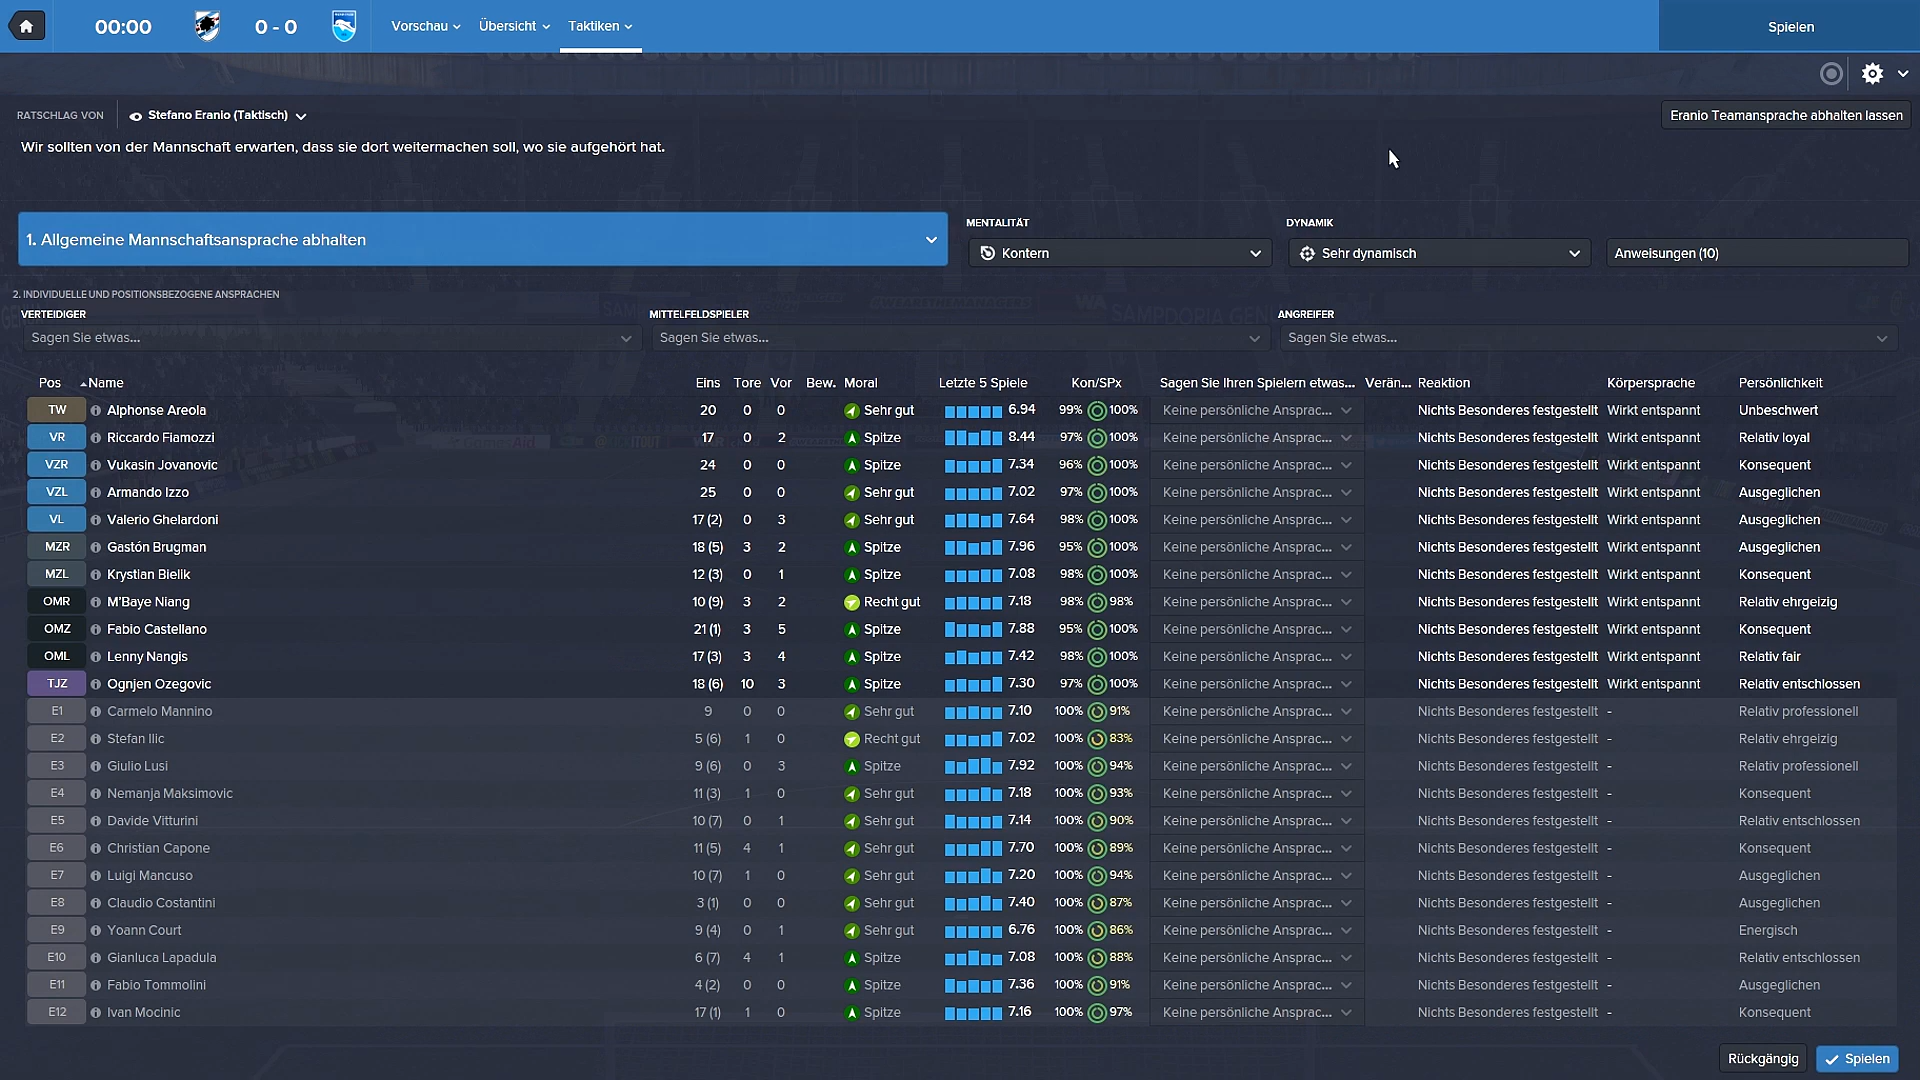 00:00 0 - 0 Vorschau Übersicht Taktiken Spielen
RATSCHLAG VON Stefano Eranio (Taktisch) Eranio Teamansprache abhalten lassen
Wir sollten von der Mannschaft erwarten, dass sie dort weitermachen soll, wo sie aufgehört hat.
MENTALITÄT DYNAMIK
1. Allgemeine Mannschaftsansprache abhalten Kontern Sehr dynamisch Anweisungen (10)
2. INDIVIDUELLE UND POSITIONSBEZOGENE ANSPRACHEN
VERTEIDIGER MITTELFELDSPIELER ANGREIFER
Sagen Sie etwas... Sagen Sie etwas... Sagen Sie etwas...
Pos Name Eins Tore Vor Bew. Moral Letzte 5 Spiele Kon/SPx Sagen Sie Ihren Spielern etwas... Verän... Reaktion Körpersprache Persönlichkeit
TW Alphonse Areola 20 0 0 Sehr gut 6.94 99% 100% Keine persönliche Ansprac... Nichts Besonderes festgestellt Wirkt entspannt Unbeschwert
VR Riccardo Fiamozzi 17 0 2 Spitze 8.44 97% 100% Keine persönliche Ansprac... Nichts Besonderes festgestellt Wirkt entspannt Relativ loyal
VZR Vukasin Jovanovic 24 0 0 Spitze 7.34 96% 100% Keine persönliche Ansprac... Nichts Besonderes festgestellt Wirkt entspannt Konsequent
VZL Armando Izzo 25 0 0 Sehr gut 7.02 97% 100% Keine persönliche Ansprac... Nichts Besonderes festgestellt Wirkt entspannt Ausgeglichen
VL Valerio Ghelardoni 17 (2) 0 3 Sehr gut 7.64 98% 100% Keine persönliche Ansprac... Nichts Besonderes festgestellt Wirkt entspannt Ausgeglichen
MZR Gastón Brugman 18 (5) 3 2 Spitze 7.96 95% 100% Keine persönliche Ansprac... Nichts Besonderes festgestellt Wirkt entspannt Ausgeglichen
MZL Krystian Bielik 12 (3) 0 1 Spitze 7.08 98% 100% Keine persönliche Ansprac... Nichts Besonderes festgestellt Wirkt entspannt Konsequent
OMR M'Baye Niang 10 (9) 3 2 Recht gut 7.18 98% 98% Keine persönliche Ansprac... Nichts Besonderes festgestellt Wirkt entspannt Relativ ehrgeizig
OMZ Fabio Castellano 21 (1) 3 5 Spitze 7.88 95% 100% Keine persönliche Ansprac... Nichts Besonderes festgestellt Wirkt entspannt Konsequent
OML Lenny Nangis 17 (3) 3 4 Spitze 7.42 98% 100% Keine persönliche Ansprac... Nichts Besonderes festgestellt Wirkt entspannt Relativ fair
TJZ Ognjen Ozegovic 18 (6) 10 3 Spitze 7.30 97% 100% Keine persönliche Ansprac... Nichts Besonderes festgestellt Wirkt entspannt Relativ entschlossen
E1 Carmelo Mannino 9 0 0 Sehr gut 7.10 100% 91% Keine persönliche Ansprac... Nichts Besonderes festgestellt - Relativ professionell
E2 Stefan Ilic 5 (6) 1 0 Recht gut 7.02 100% 83% Keine persönliche Ansprac... Nichts Besonderes festgestellt - Relativ ehrgeizig
E3 Giulio Lusi 9 (6) 0 3 Spitze 7.92 100% 94% Keine persönliche Ansprac... Nichts Besonderes festgestellt - Relativ professionell
E4 Nemanja Maksimovic 11 (3) 1 0 Sehr gut 7.18 100% 93% Keine persönliche Ansprac... Nichts Besonderes festgestellt - Konsequent
E5 Davide Vitturini 10 (7) 0 1 Sehr gut 7.14 100% 90% Keine persönliche Ansprac... Nichts Besonderes festgestellt - Relativ entschlossen
E6 Christian Capone 11 (5) 4 1 Sehr gut 7.70 100% 89% Keine persönliche Ansprac... Nichts Besonderes festgestellt - Konsequent
E7 Luigi Mancuso 10 (7) 1 0 Sehr gut 7.20 100% 94% Keine persönliche Ansprac... Nichts Besonderes festgestellt - Ausgeglichen
E8 Claudio Costantini 3 (1) 0 0 Sehr gut 7.40 100% 87% Keine persönliche Ansprac... Nichts Besonderes festgestellt - Ausgeglichen
E9 Yoann Court 9 (4) 0 1 Sehr gut 6.76 100% 86% Keine persönliche Ansprac... Nichts Besonderes festgestellt - Energisch
E10 Gianluca Lapadula 6 (7) 4 1 Spitze 7.08 100% 88% Keine persönliche Ansprac... Nichts Besonderes festgestellt - Relativ entschlossen
E11 Fabio Tommolini 4 (2) 0 0 Spitze 7.36 100% 91% Keine persönliche Ansprac... Nichts Besonderes festgestellt - Ausgeglichen
E12 Ivan Mocinic 17 (1) 1 0 Spitze 7.16 100% 97% Keine persönliche Ansprac... Nichts Besonderes festgestellt - Konsequent
Rückgängig Spielen